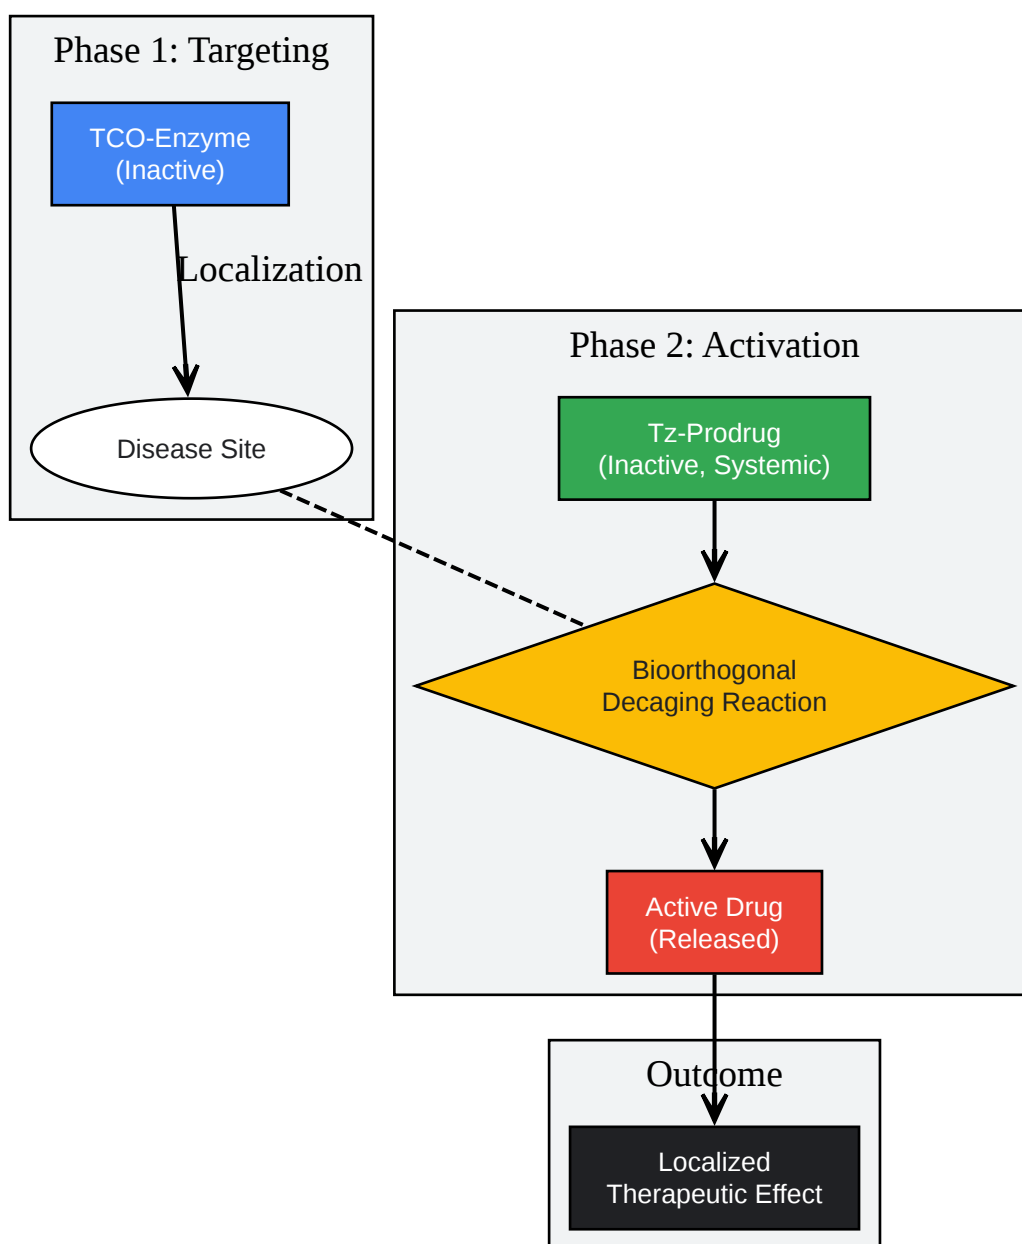 Phase 1: Targeting
TCO-Enzyme
(Inactive)
Localization
Disease Site
Phase 2: Activation
Tz-Prodrug
(Inactive, Systemic)
Bioorthogonal
Decaging Reaction
Active Drug
(Released)
Outcome
Localized
Therapeutic Effect